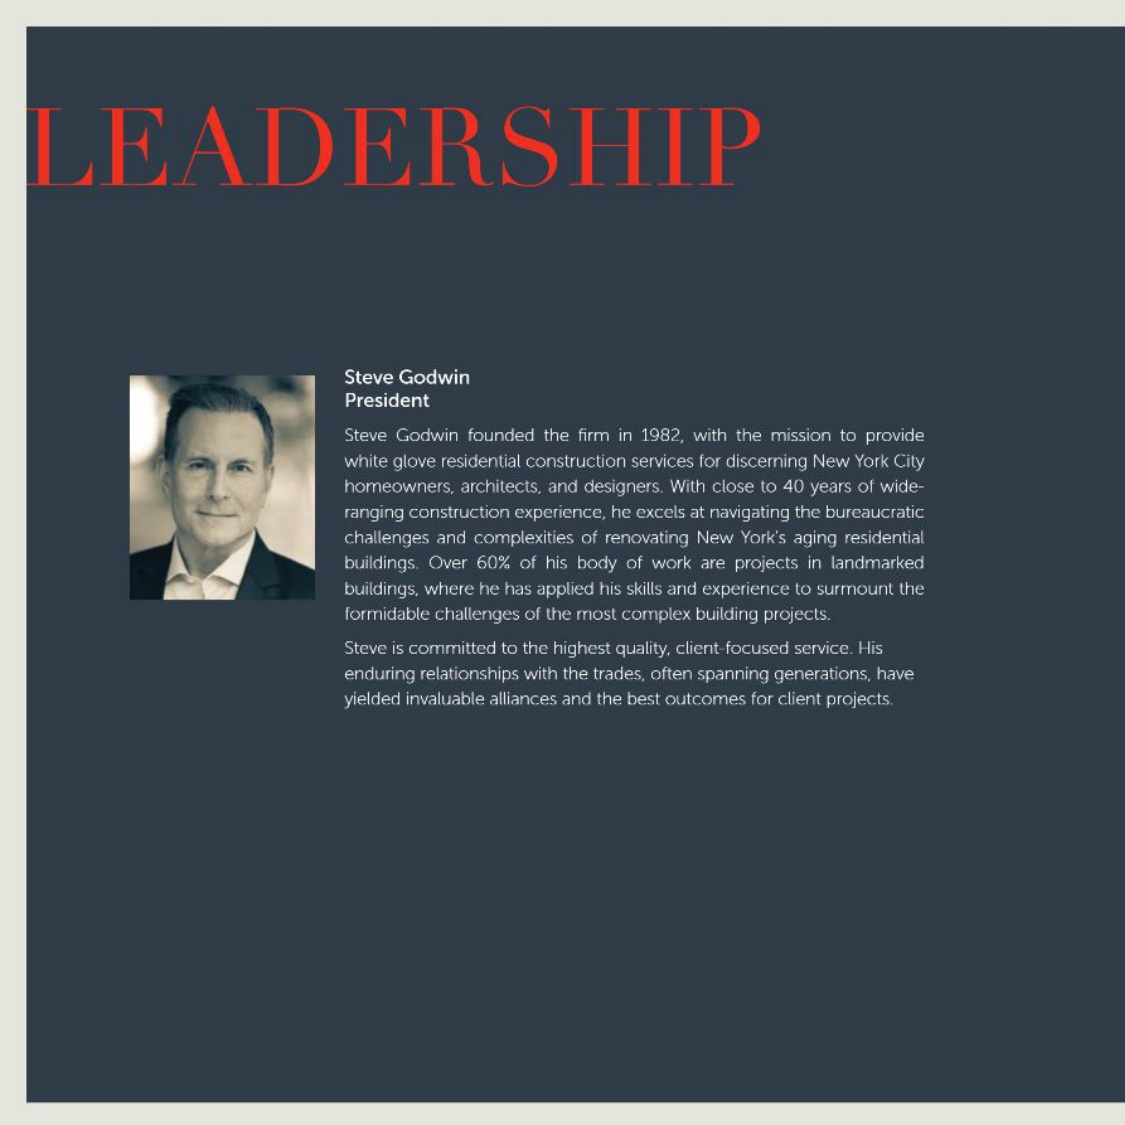 LEADERSHIP
Steve Godwin
President
Steve Godwin founded the firm in 1982, with the mission to provide
white glove residential construction services for discerning New York City
homeowners, architects, and designers. With close to 40 years of wide-
ranging construction experience, he excels at navigating the bureaucratic
challenges and complexities of renovating New York's aging residential
buildings. Over 60% of his body of work are projects in landmarked
buildings, where he has applied his skills and experience to surmount the
formidable challenges of the most complex building projects.
Steve is committed to the highest quality, client-focused service. His
enduring relationships with the trades, often spanning generations, have
yielded invaluable alliances and the best outcomes for client projects.